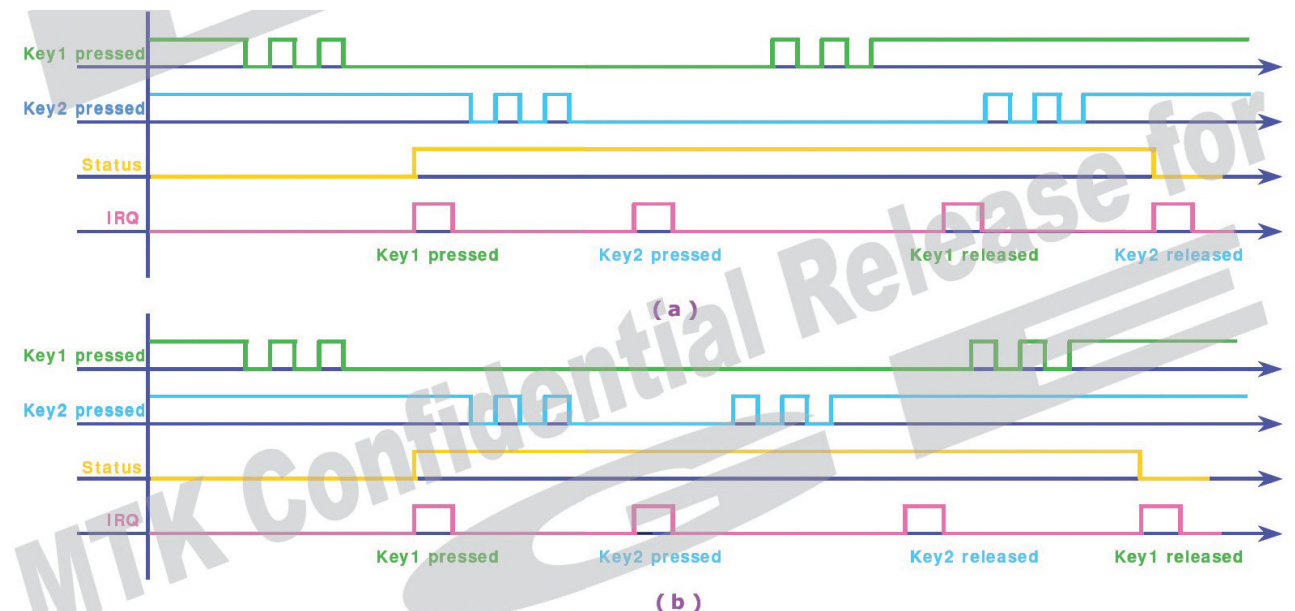 Key1 pressed
Key2 pressed
Status
IRQ
Key1 pressed Key2 pressed Key1 released Key2 released
(a)
Key1 pressed
Key2 pressed
Status
IRQ
Key1 pressed Key2 pressed Key2 released Key1 released
(b)
MTK Confidential Release for